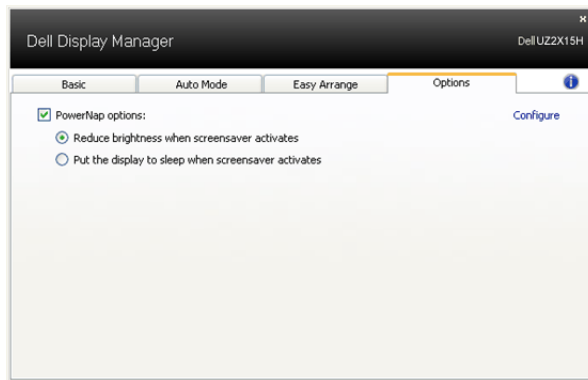 Dell Display Manager
Dell UZ2X15H
Basic
Auto Mode
Easy Arrange
Options
PowerNap options:
Configure
Reduce brightness when screensaver activates
Put the display to sleep when screensaver activates